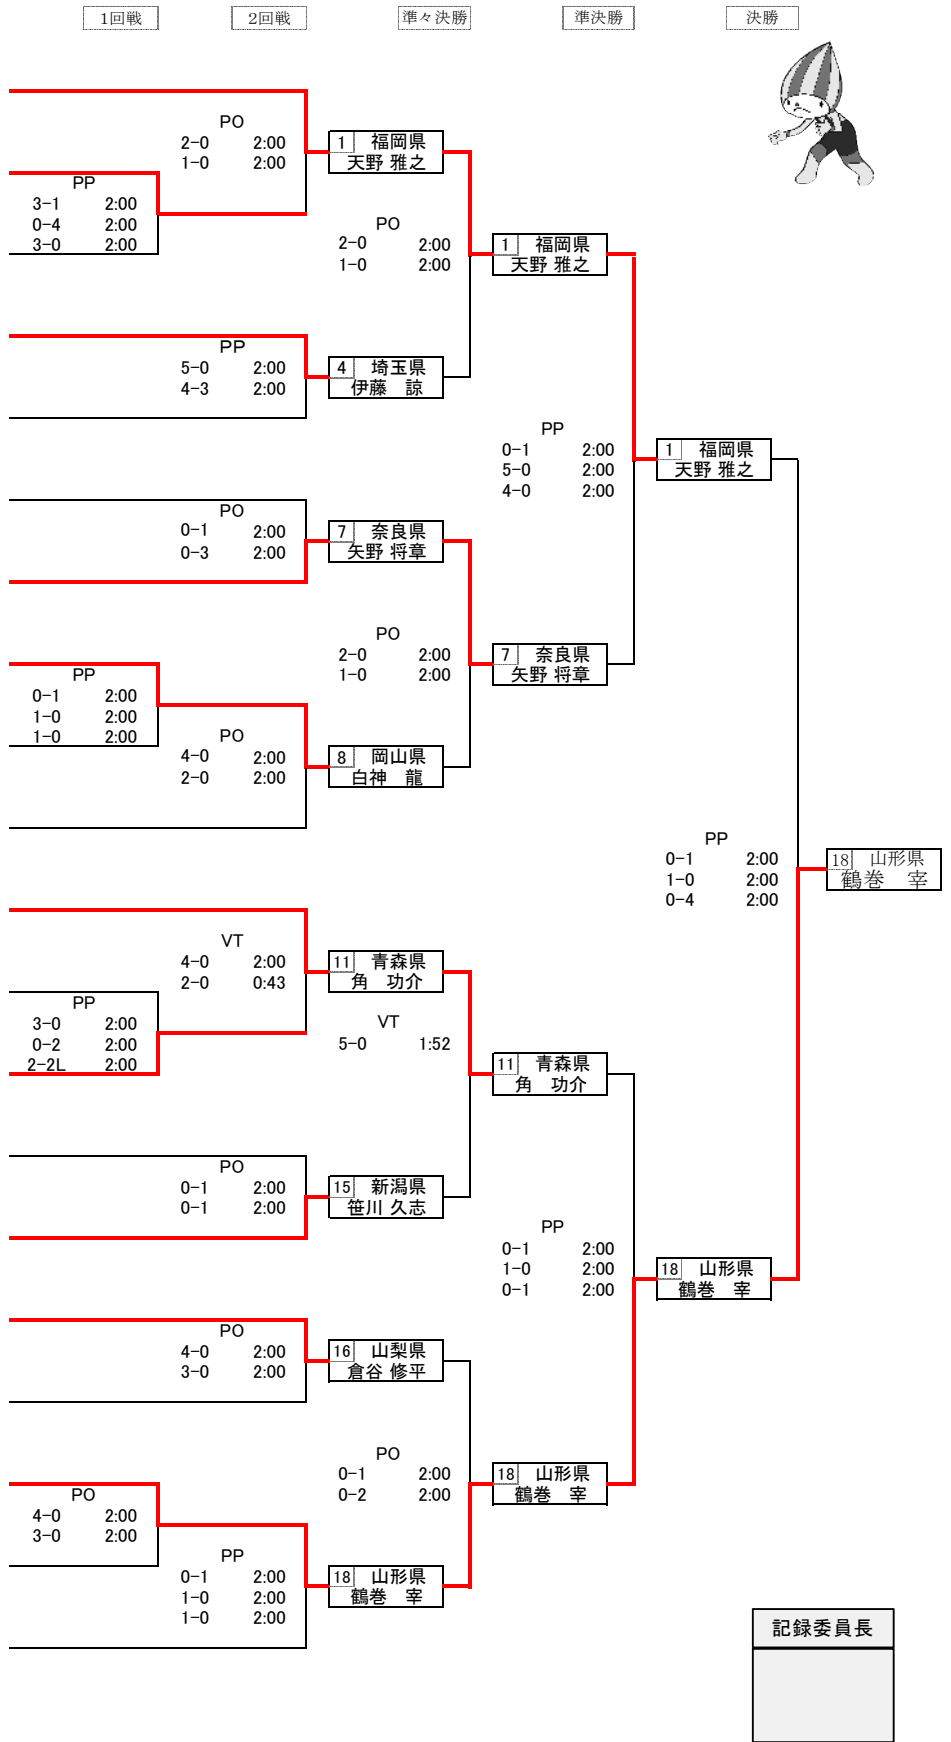 1回戦 2回戦 準々決勝 準決勝 決勝
PO
2-0 2:00
1-0 2:00
1 福岡県
天野 雅之
PP
3-1 2:00
0-4 2:00
3-0 2:00
PO
2-0 2:00
1-0 2:00
1 福岡県
天野 雅之
PP
5-0 2:00
4-3 2:00
4 埼玉県
伊藤 諒
PP
0-1 2:00
5-0 2:00
4-0 2:00
1 福岡県
天野 雅之
PO
0-1 2:00
0-3 2:00
7 奈良県
矢野 将章
PO
2-0 2:00
1-0 2:00
7 奈良県
矢野 将章
PP
0-1 2:00
1-0 2:00
1-0 2:00
PO
4-0 2:00
2-0 2:00
8 岡山県
白神 龍
PP
0-1 2:00
1-0 2:00
0-4 2:00
18 山形県
鶴巻 宰
VT
4-0 2:00
2-0 0:43
11 青森県
角 功介
PP
3-0 2:00
0-2 2:00
2-2L 2:00
VT
5-0 1:52
11 青森県
角 功介
PO
0-1 2:00
0-1 2:00
15 新潟県
笹川 久志
PP
0-1 2:00
1-0 2:00
0-1 2:00
18 山形県
鶴巻 宰
PO
4-0 2:00
3-0 2:00
16 山梨県
倉谷 修平
PO
0-1 2:00
0-2 2:00
18 山形県
鶴巻 宰
PO
4-0 2:00
3-0 2:00
PP
0-1 2:00
1-0 2:00
1-0 2:00
18 山形県
鶴巻 宰
記録委員長